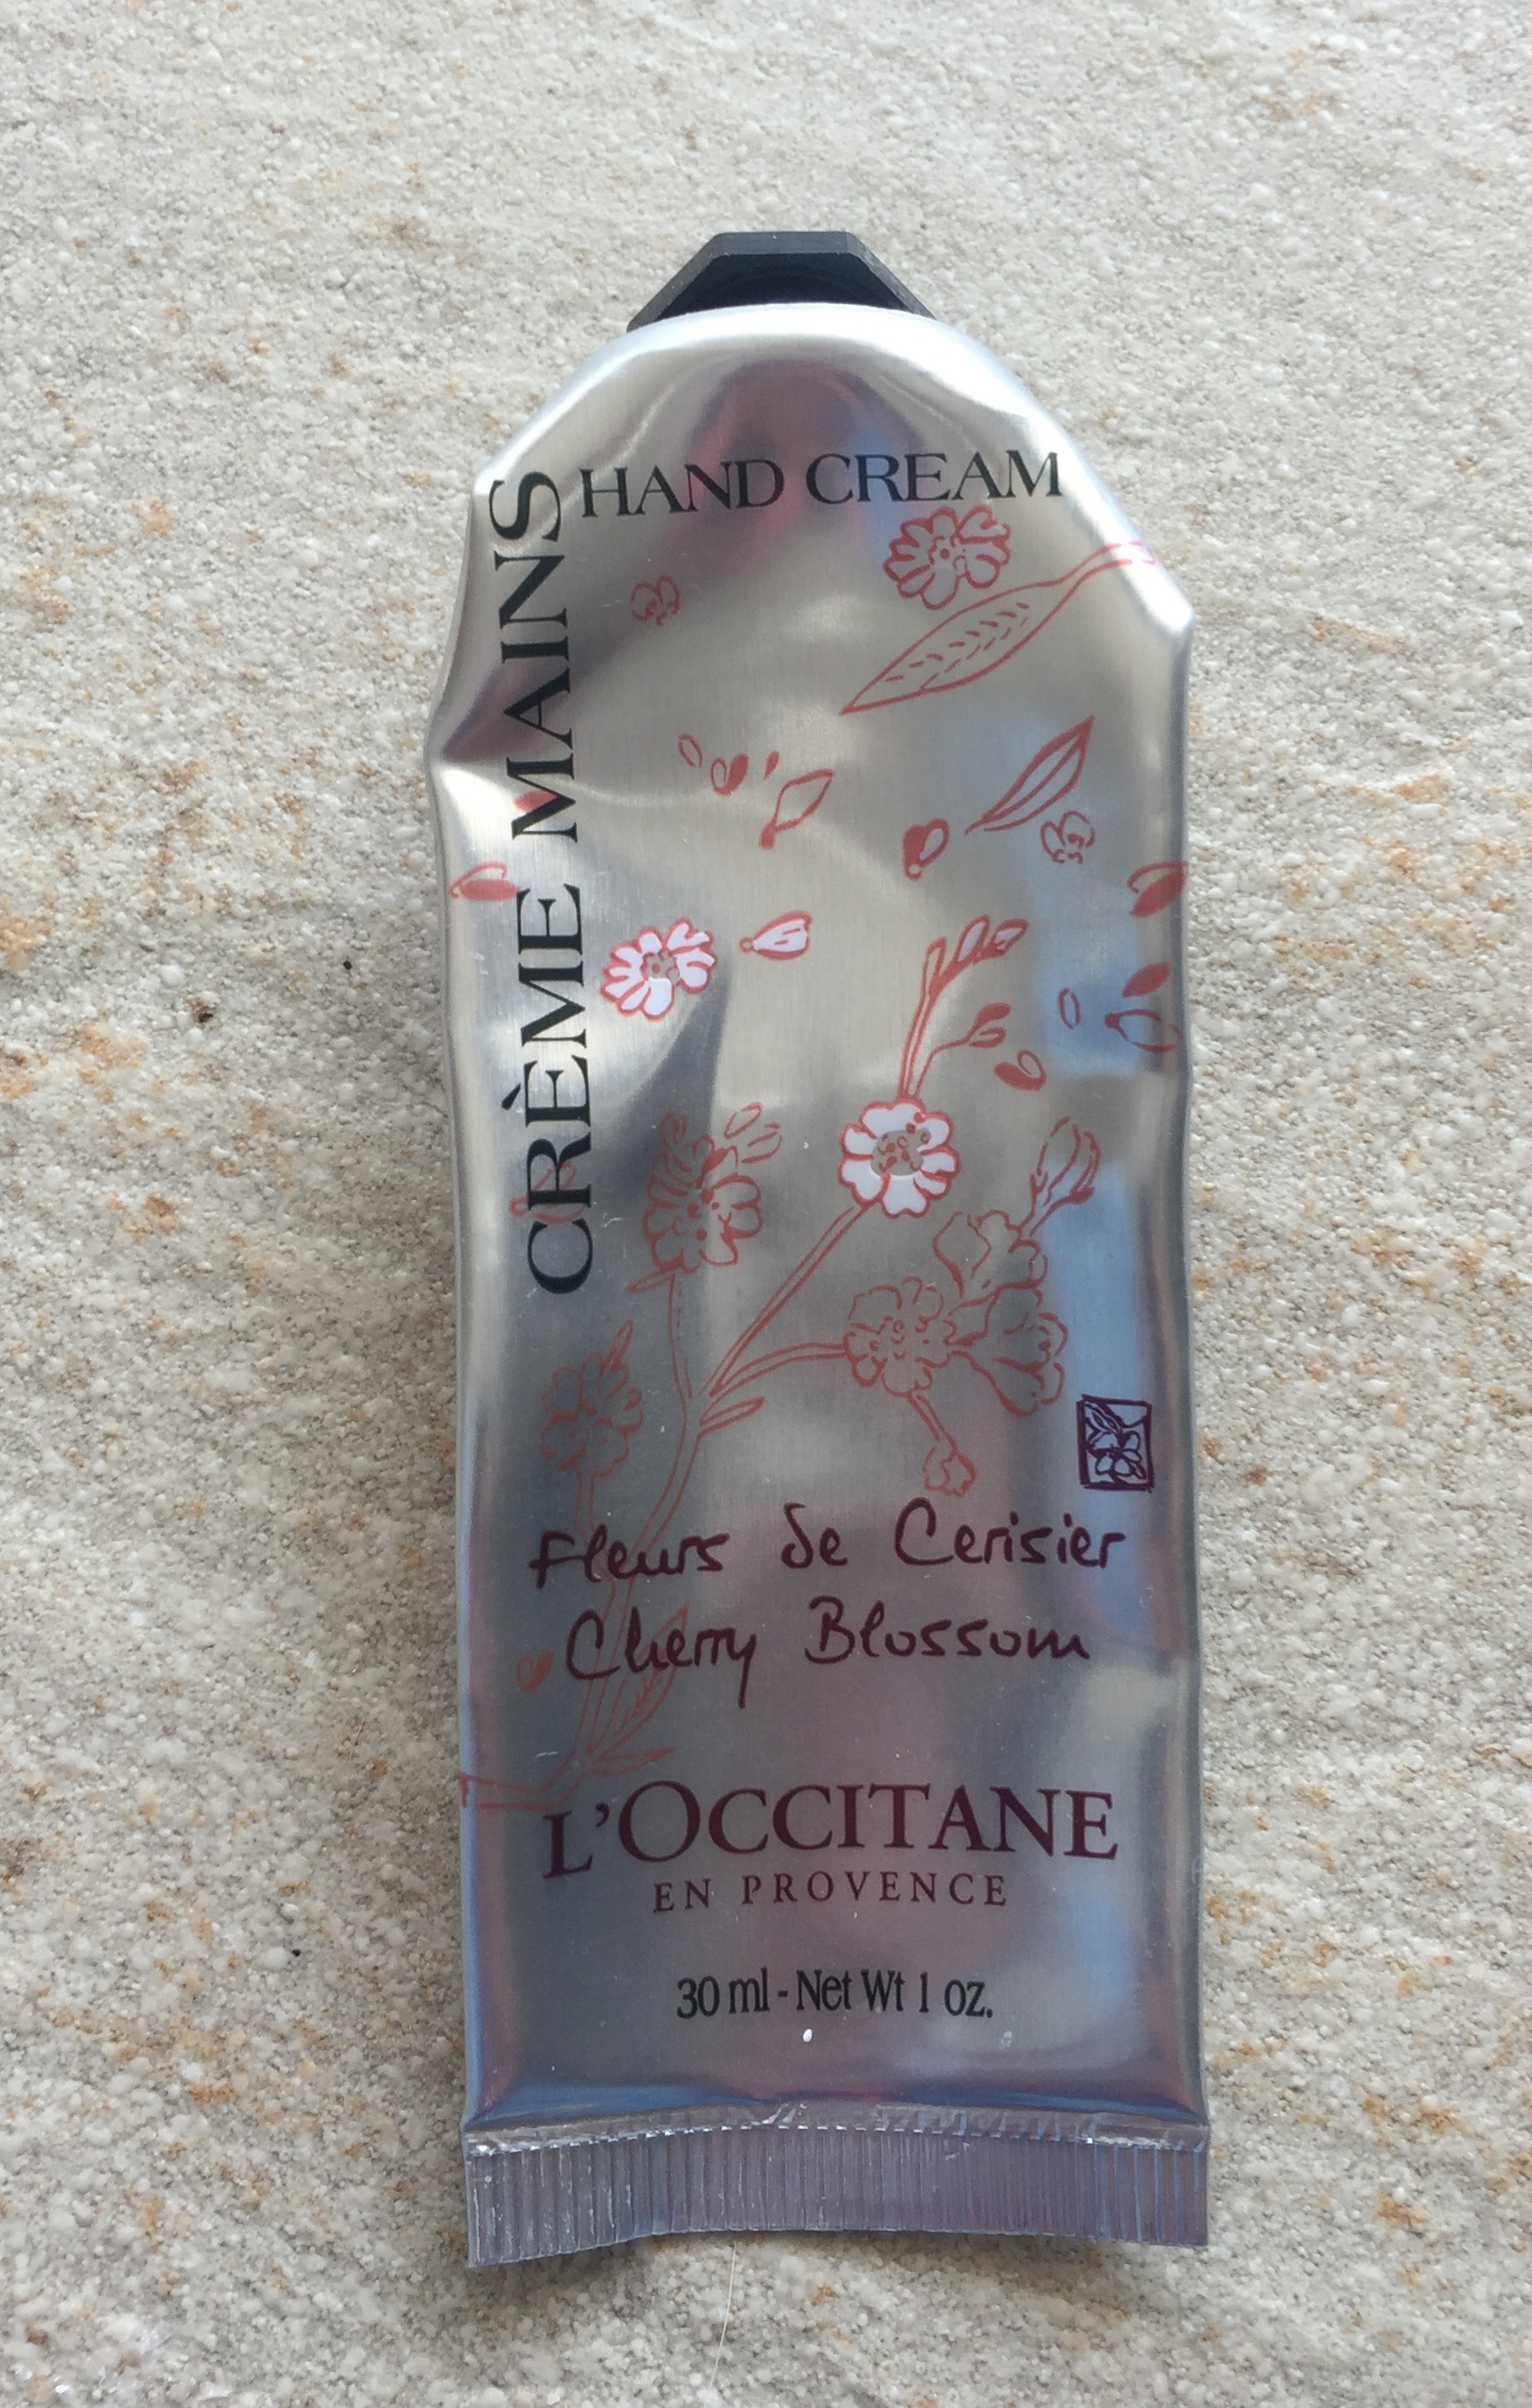 HAND CREAM
CRÈME MAINS
Fleurs de Cerisier
Cherry Blossom
L'OCCITANE
EN PROVENCE
30 ml - Net Wt 1 oz.